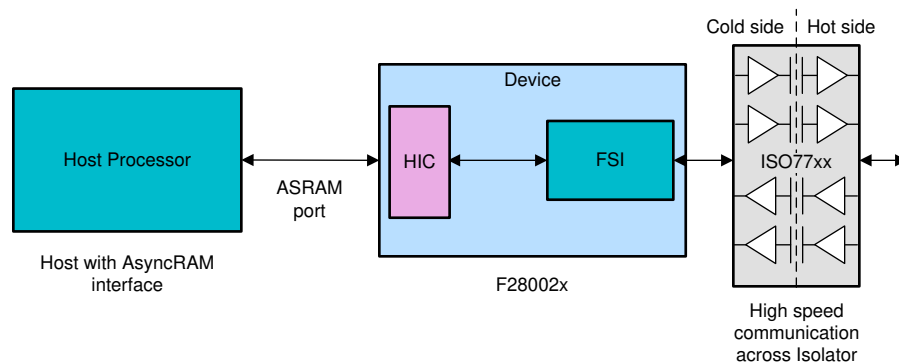 Cold side
Hot side
Device
Host Processor
HIC
FSI
ISO77xx
ASRAM
port
Host with AsyncRAM
interface
F28002x
High speed
communication
across Isolator